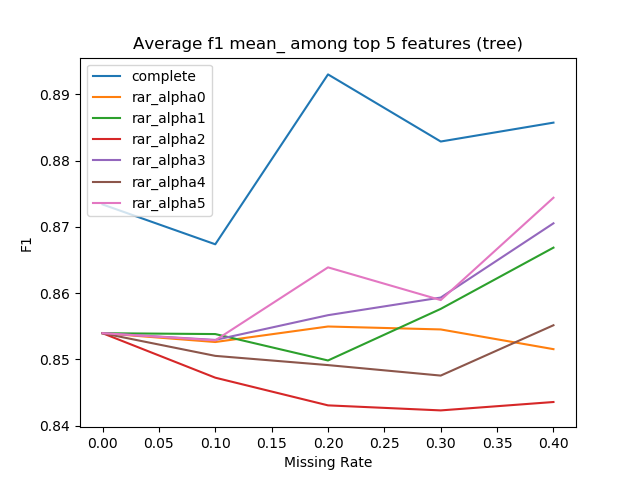 Average f1 mean_ among top 5 features (tree)
complete
rar_alpha0
rar_alpha1
rar_alpha2
rar_alpha3
rar_alpha4
rar_alpha5
0.89
0.88
0.87
0.86
0.85
0.84
F1
0.00 0.05 0.10 0.15 0.20 0.25 0.30 0.35 0.40
Missing Rate